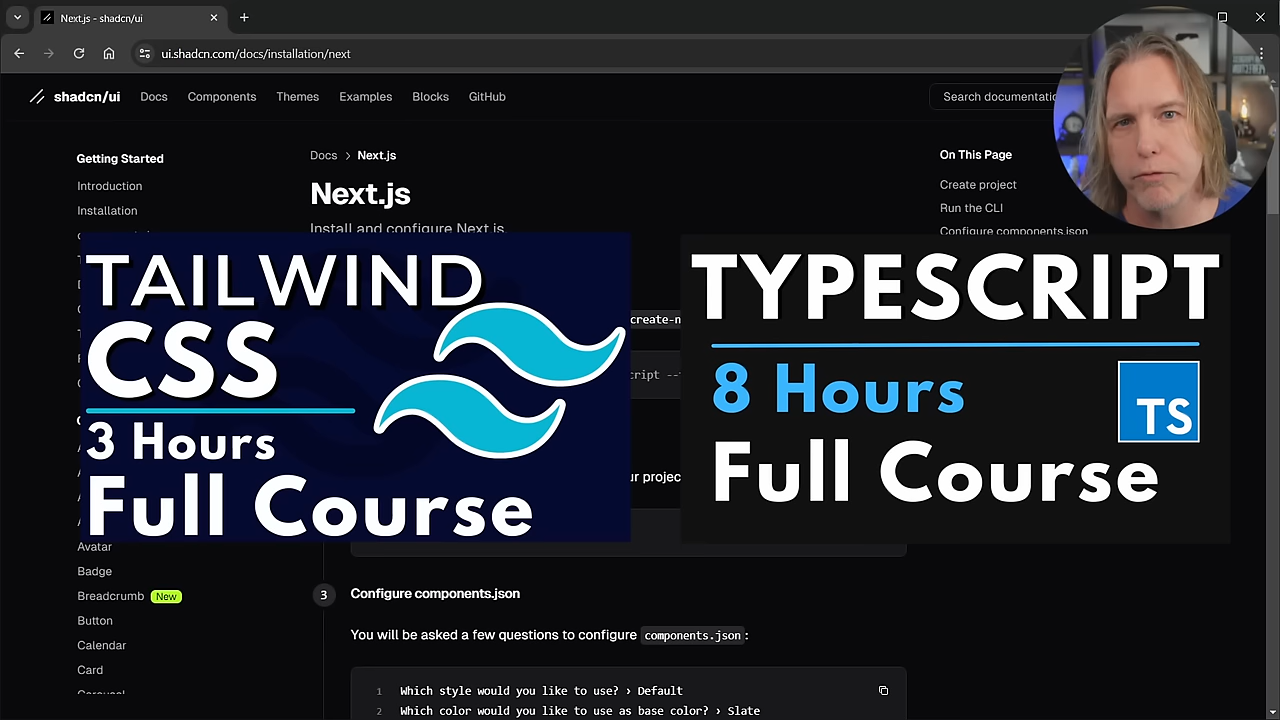 Next.js - shadcn/ui
ui.shadcn.com/docs/installation/next
shadcn/ui
Docs
Components
Themes
Examples
Blocks
GitHub
Search documentatio
Getting Started
Introduction
Installation
Docs
Next.js
Next.js
Install and configure Next.js.
On This Page
Create project
Run the CLI
Configure components.json
TAILWIND
CSS
3 Hours
Full Course
create-n
cript --
ur projec
TYPESCRIPT
8 Hours
Full Course
TS
Avatar
Badge
Breadcrumb New
Button
Calendar
Card
Carousel
3 Configure components.json
You will be asked a few questions to configure components.json:
1 Which style would you like to use? › Default
2 Which color would you like to use as base color? › Slate